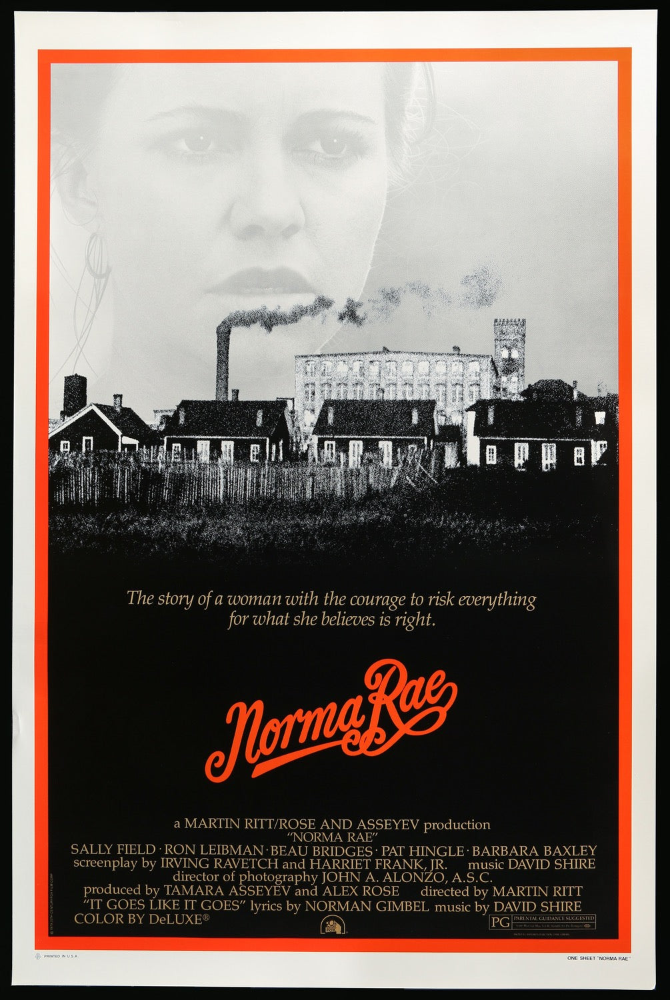 The story of a woman with the courage to risk everything
for what she believes is right.
Norma Rae
a MARTIN RITT/ROSE AND ASSEYEV production
"NORMA RAE"
SALLY FIELD · RON LEIBMAN · BEAU BRIDGES · PAT HINGLE · BARBARA BAXLEY
screenplay by IRVING RAVETCH and HARRIET FRANK, JR. music DAVID SHIRE
director of photography JOHN A. ALONZO, A.S.C.
produced by TAMARA ASSEYEV and ALEX ROSE directed by MARTIN RITT
"IT GOES LIKE IT GOES" lyrics by NORMAN GIMBEL music by DAVID SHIRE
COLOR BY DeLUXE®
PG PARENTAL GUIDANCE SUGGESTED
PRINTED IN U.S.A.
ONE SHEET "NORMA RAE"